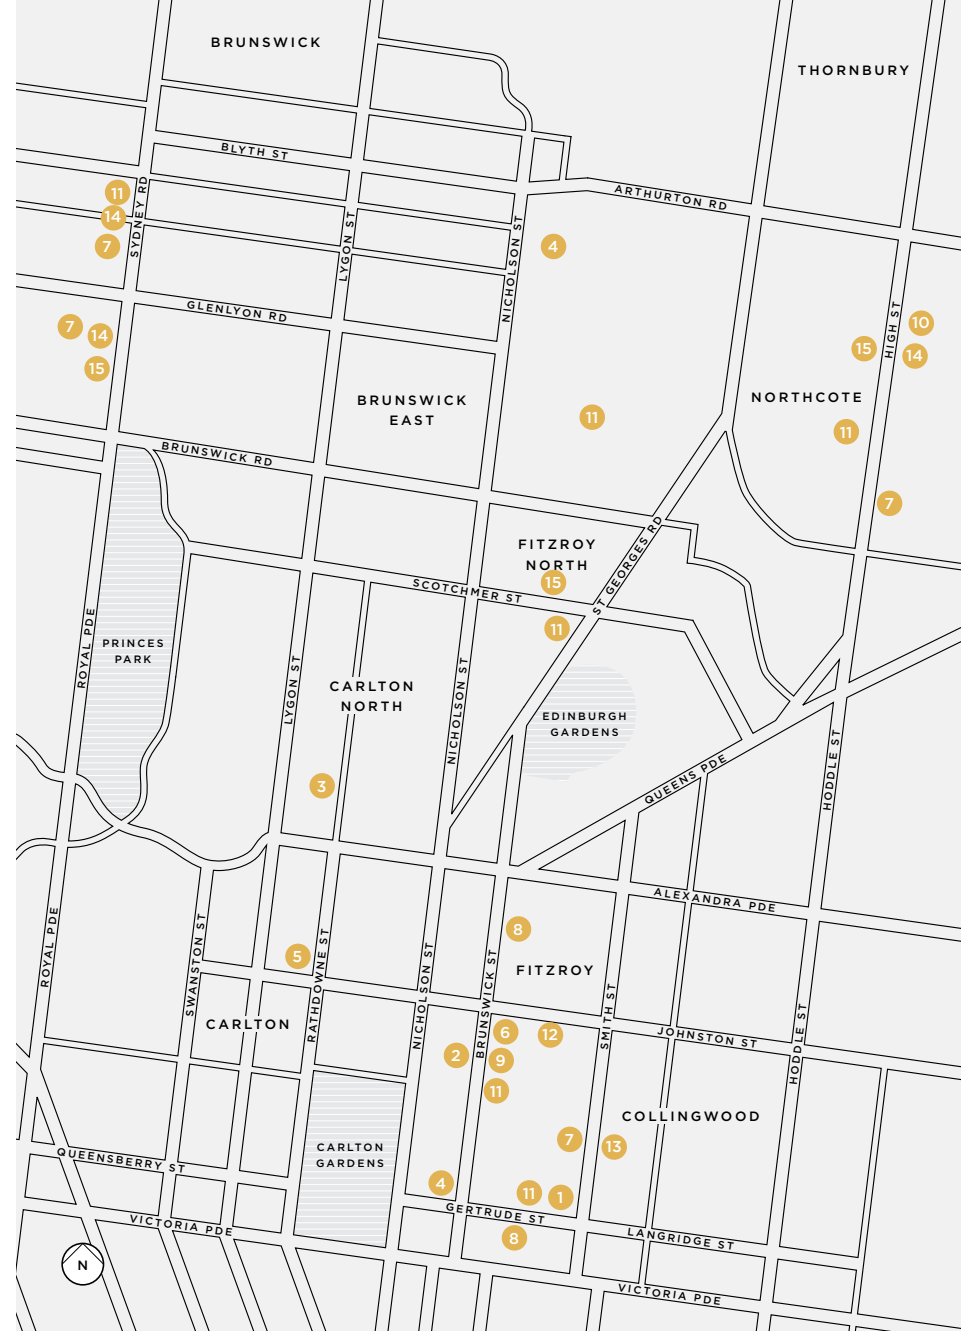 BRUNSWICK
THORNBURY
BLYTH ST
ARTHURTON RD
11
14
7
SYDNEY RD
LYGON ST
NICHOLSON ST
4
GLENLYON RD
7
14
15
10
15
14
HIGH ST
BRUNSWICK
EAST
NORTHCOTE
11
11
BRUNSWICK RD
7
FITZROY
NORTH
15
ST GEORGES RD
SCOTCHMER ST
11
ROYAL PDE
PRINCES
PARK
LYGON ST
CARLTON
NORTH
NICHOLSON ST
EDINBURGH
GARDENS
3
QUEENS PDE
HODDLE ST
ALEXANDRA PDE
ROYAL PDE
SWANSTON ST
5
RATHDOWNE ST
NICHOLSON ST
8
BRUNSWICK ST
FITZROY
SMITH ST
CARLTON
2
6
12
9
11
JOHNSTON ST
HODDLE ST
COLLINGWOOD
7
13
CARLTON
GARDENS
QUEENSBERRY ST
4
11
1
GERTRUDE ST
8
VICTORIA PDE
LANGRIDGE ST
N
VICTORIA PDE